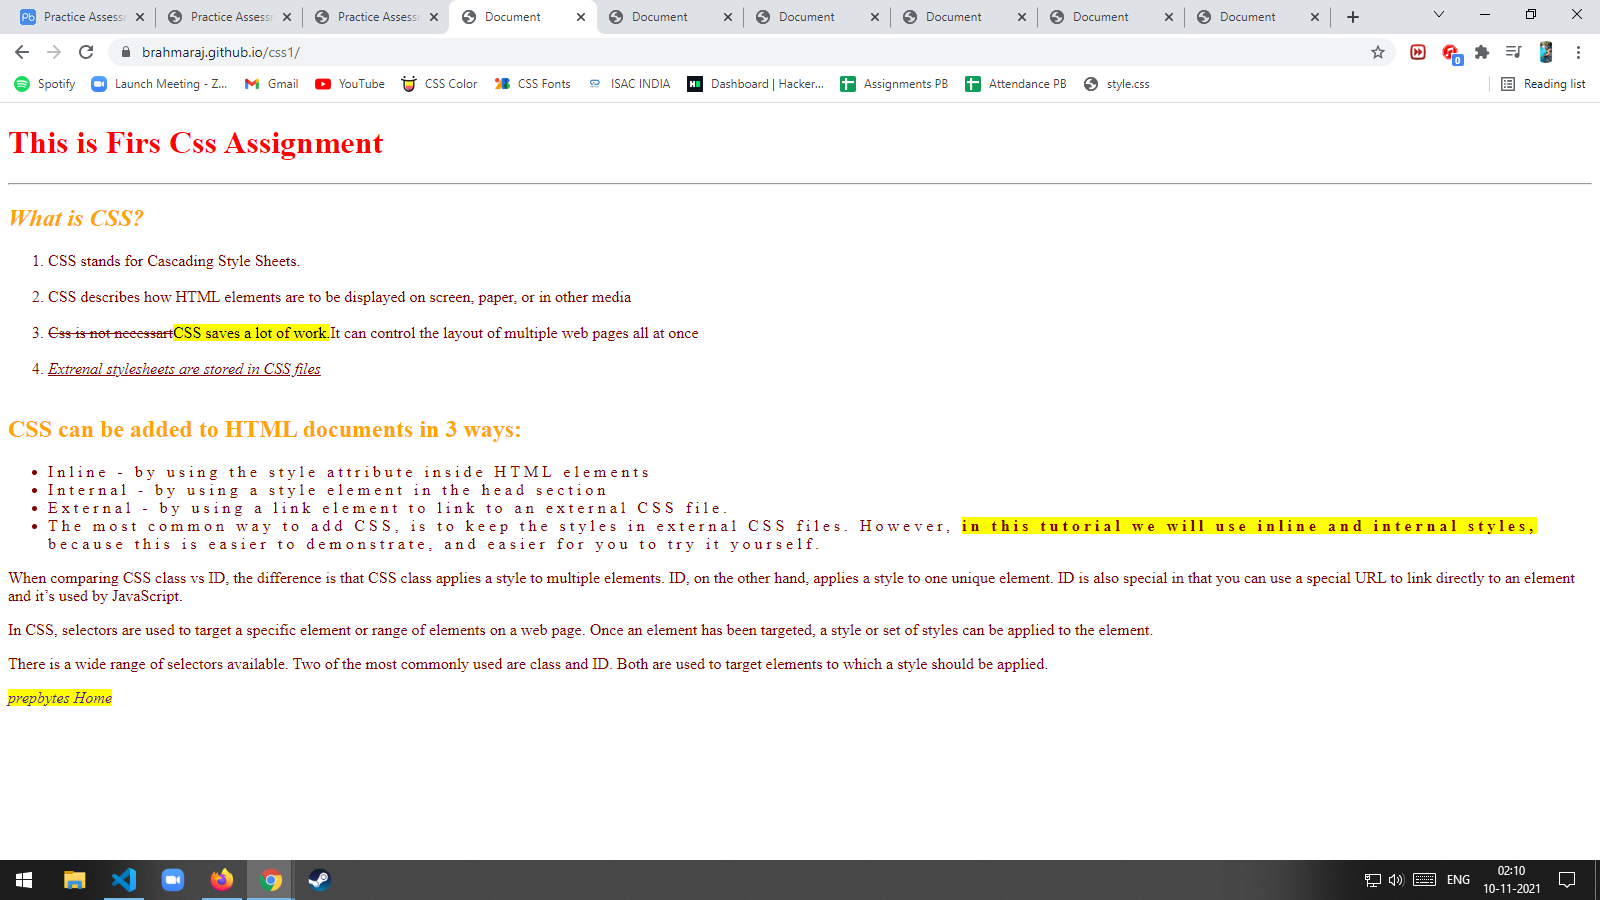 Practice Assess
Practice Assess
Practice Assess
Document
Document
Document
Document
Document
Document
brahmaraj.github.io/css1/
0
Spotify
Launch Meeting - Z...
Gmail
YouTube
CSS Color
CSS Fonts
ISAC INDIA
Dashboard | Hacker...
Assignments PB
Attendance PB
style.css
Reading list
This is Firs Css Assignment
What is CSS?
1. CSS stands for Cascading Style Sheets.
2. CSS describes how HTML elements are to be displayed on screen, paper, or in other media
3. Css is not necessartCSS saves a lot of work.It can control the layout of multiple web pages all at once
4. Extrenal stylesheets are stored in CSS files
CSS can be added to HTML documents in 3 ways:
• Inline - by using the style attribute inside HTML elements
• Internal - by using a style element in the head section
• External - by using a link element to link to an external CSS file.
• The most common way to add CSS, is to keep the styles in external CSS files. However, in this tutorial we will use inline and internal styles,
because this is easier to demonstrate, and easier for you to try it yourself.
When comparing CSS class vs ID, the difference is that CSS class applies a style to multiple elements. ID, on the other hand, applies a style to one unique element. ID is also special in that you can use a special URL to link directly to an element
and it’s used by JavaScript.
In CSS, selectors are used to target a specific element or range of elements on a web page. Once an element has been targeted, a style or set of styles can be applied to the element.
There is a wide range of selectors available. Two of the most commonly used are class and ID. Both are used to target elements to which a style should be applied.
prepbytes Home
ENG
02:10
10-11-2021